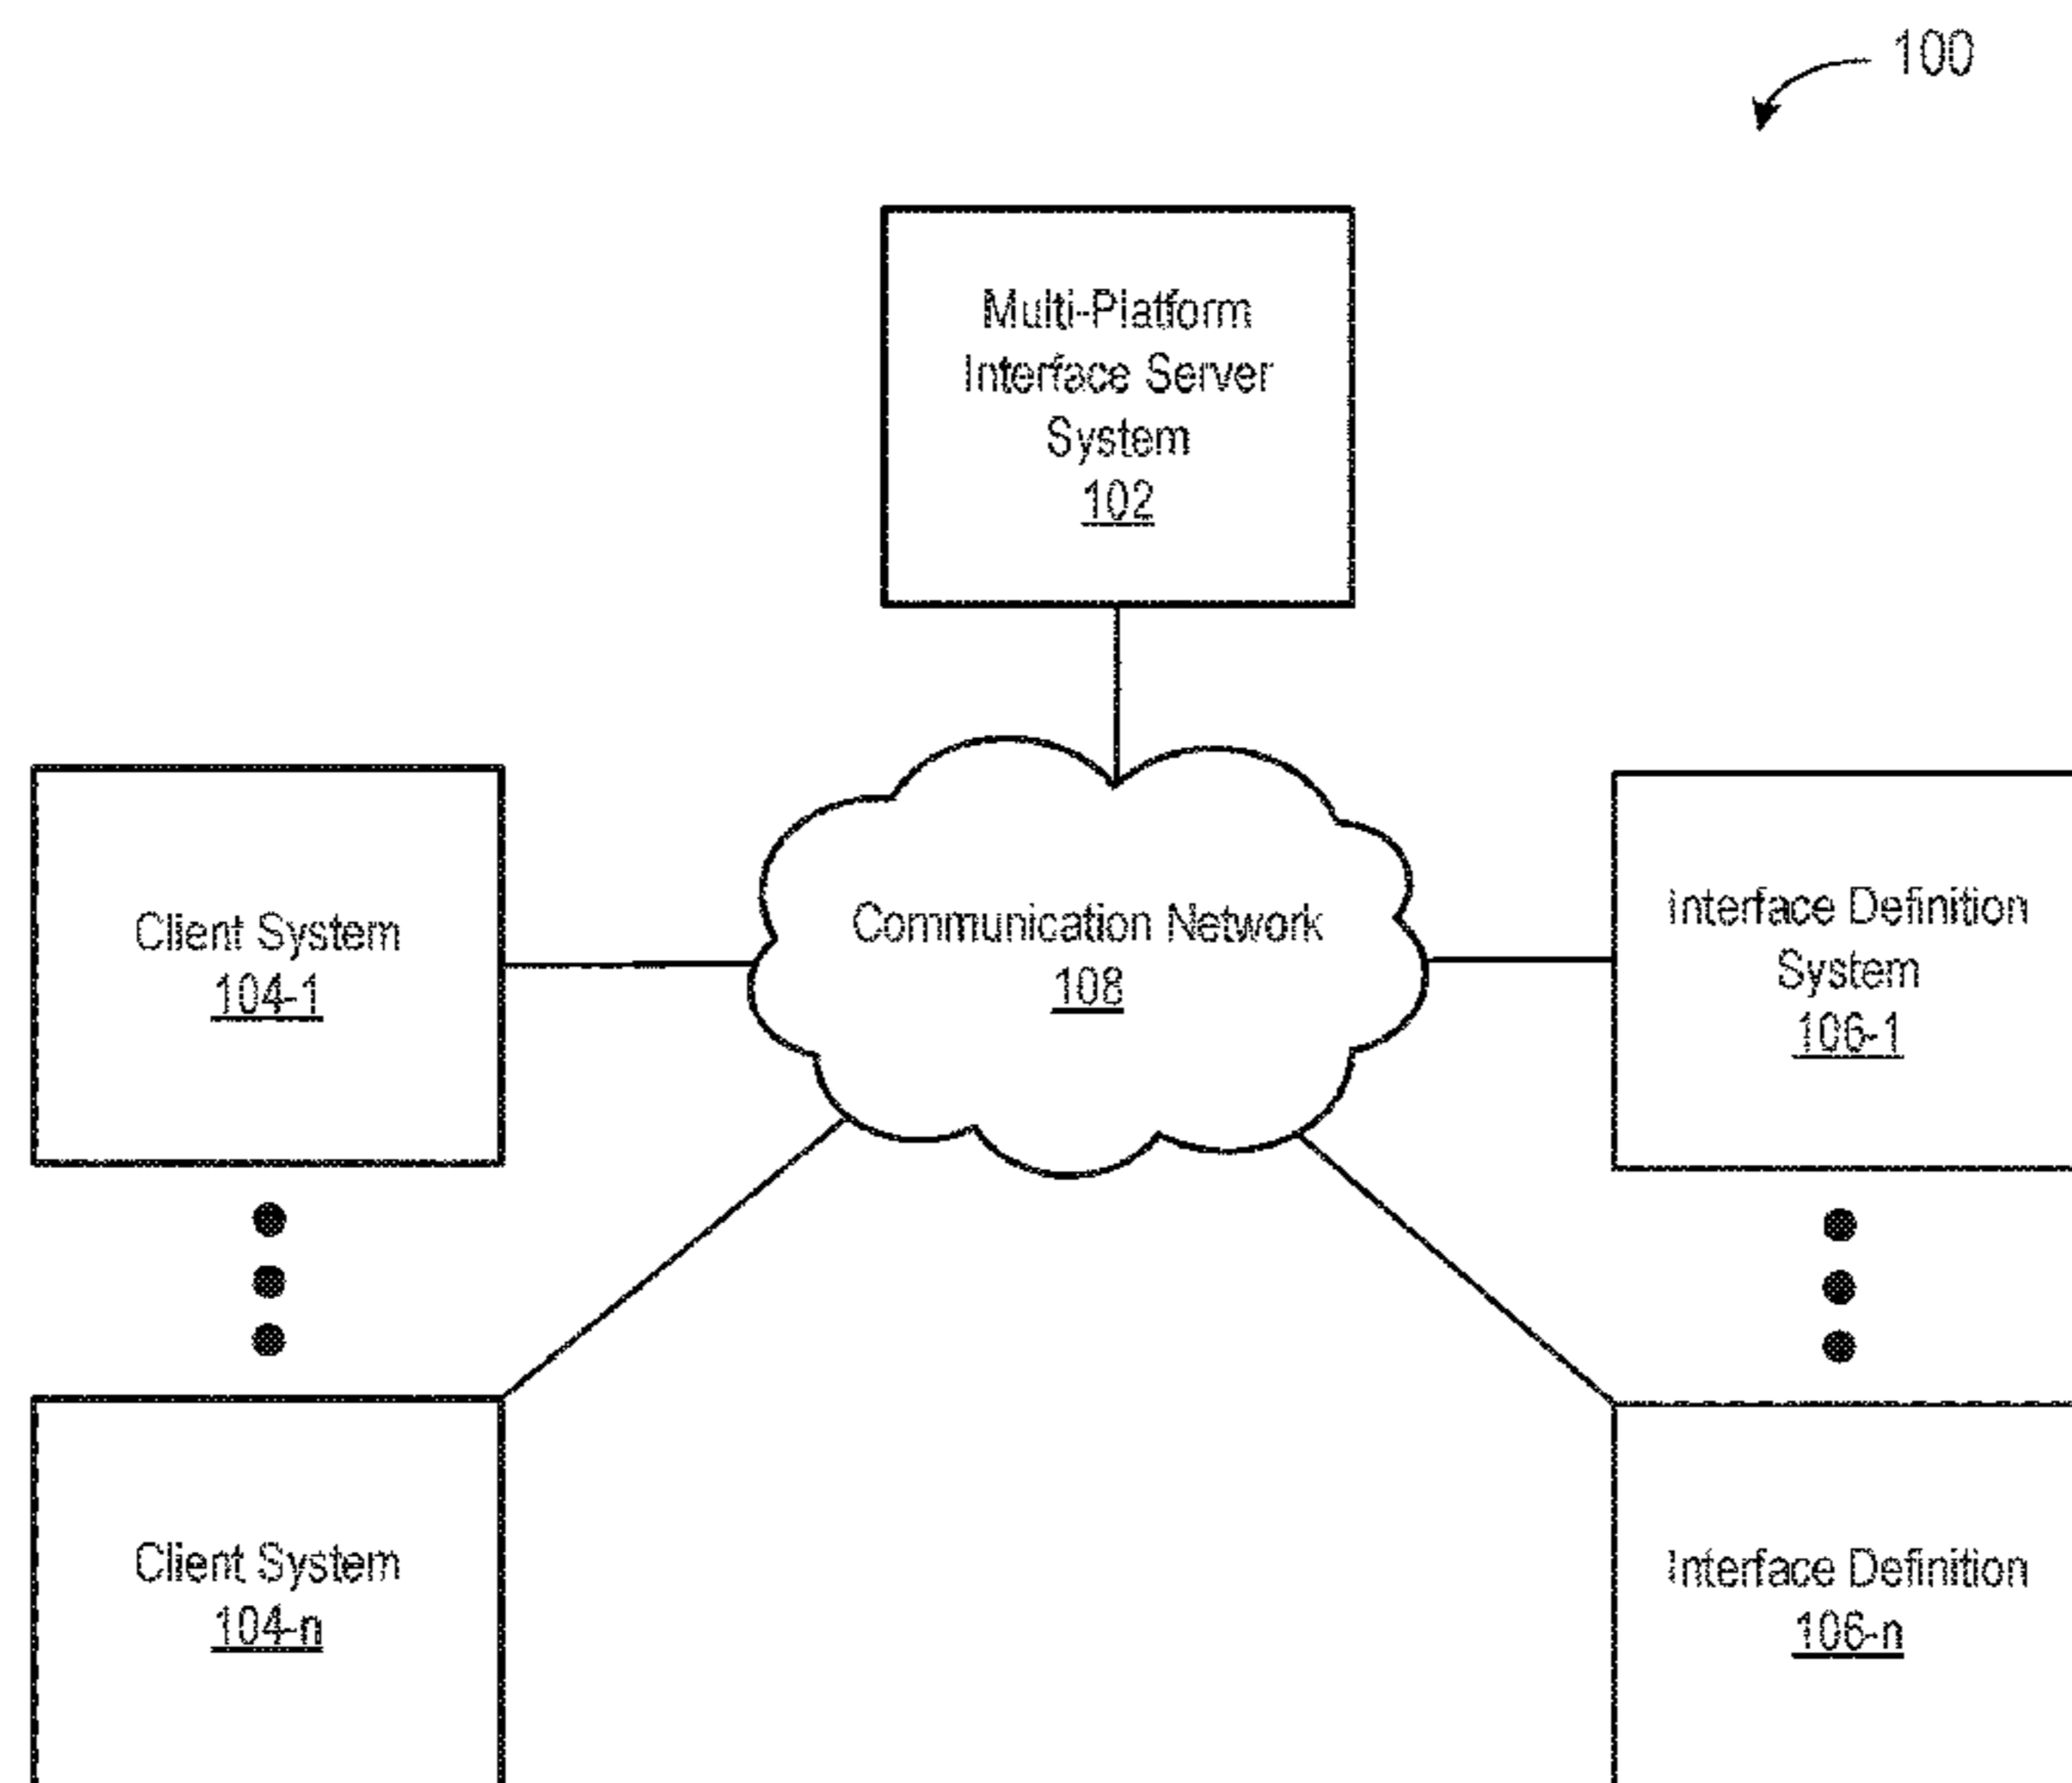 100
Multi-Platform
Interface Server
System
102
Client System
104-1
Communication Network
108
Interface Definition
System
106-1
Client System
104-n
Interface Definition
106-n